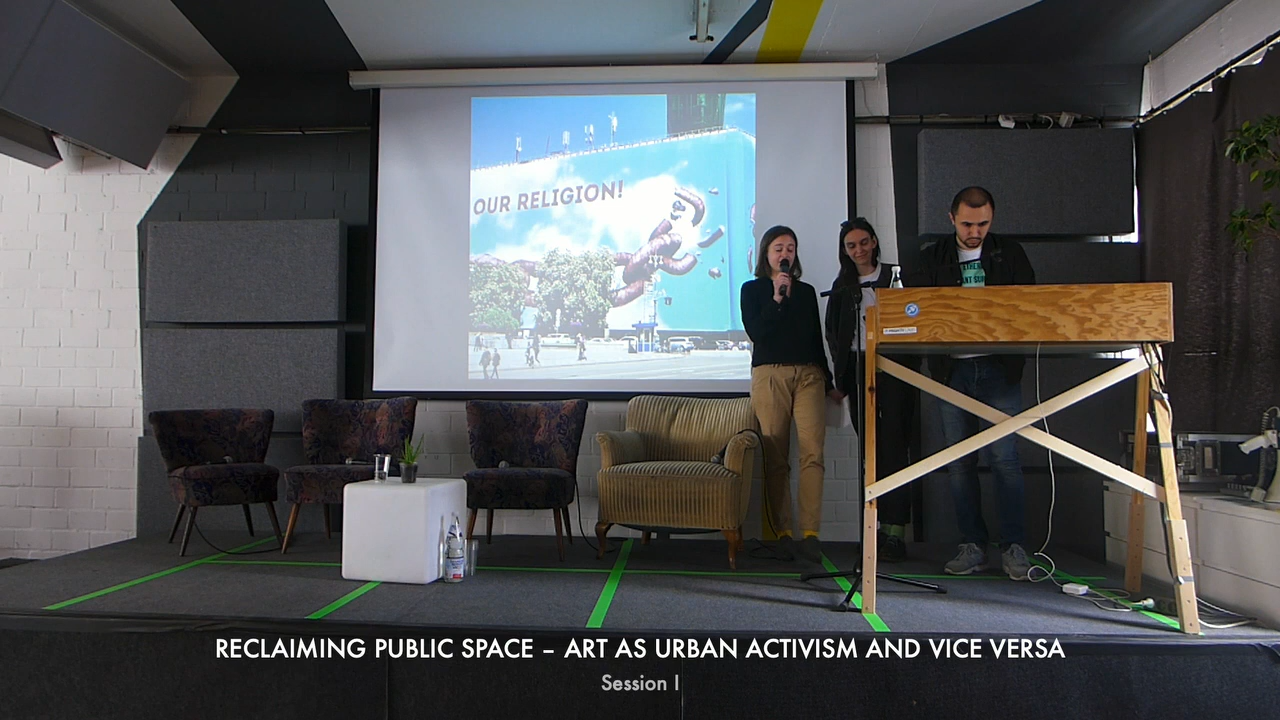 OUR RELIGION!
RECLAIMING PUBLIC SPACE – ART AS URBAN ACTIVISM AND VICE VERSA
Session I